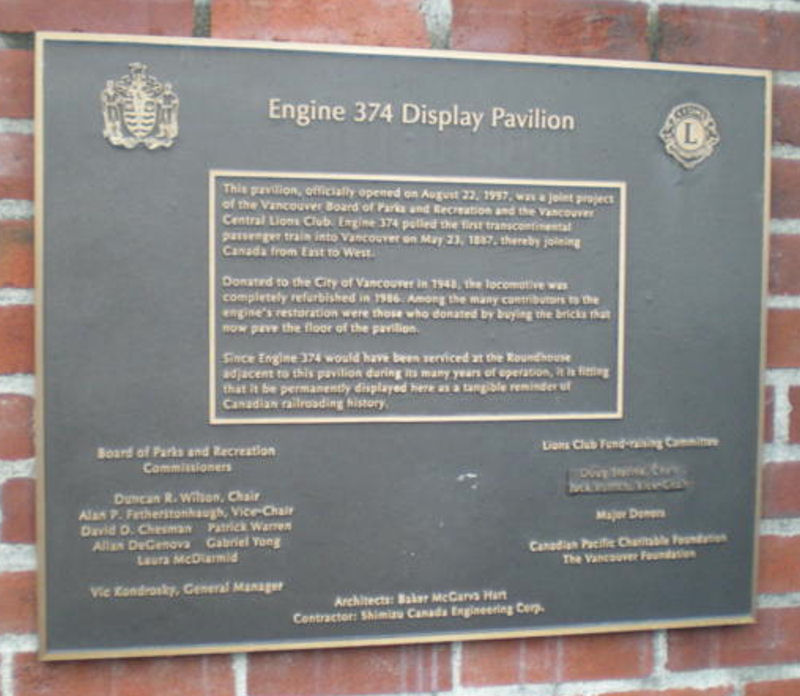 Engine 374 Display Pavilion
LIONS
L
This pavilion, officially opened on August 22, 1997, was a joint project
of the Vancouver Board of Parks and Recreation and the Vancouver
Central Lions Club. Engine 374 pulled the first transcontinental
passenger train into Vancouver on May 23, 1887, thereby joining
Canada from East to West.
Donated to the City of Vancouver in 1945, the locomotive was
completely refurbished in 1986. Among the many contributors to the
engine's restoration were those who donated by buying the bricks that
now pave the floor of the pavilion.
Since Engine 374 would have been serviced at the Roundhouse
adjacent to this pavilion during its many years of operation, it is fitting
that it be permanently displayed here as a tangible reminder of
Canadian railroading history.
Board of Parks and Recreation
Commissioners
Duncan R. Wilson, Chair
Alan P. Fetherstonhaugh, Vice-Chair
David D. Chesman Patrick Warren
Allan DeGenova Gabriel Yong
Laura McDiarmid
Vic Kondrosky, General Manager
Lions Club Fund-raising Committee
Doug Chair
Jack Vice-Chair
Major Donors
Canadian Pacific Charitable Foundation
The Vancouver Foundation
Architects: Baker McGarva Hart
Contractor: Shimizu Canada Engineering Corp.